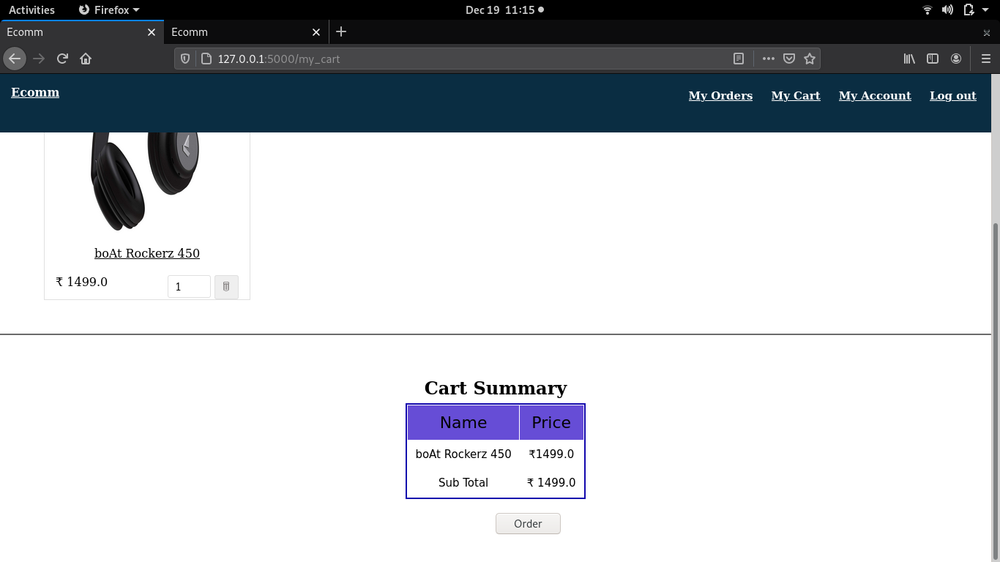 Activities Firefox Dec 19 11:15
Ecomm Ecomm
127.0.0.1:5000/my_cart
Ecomm My Orders My Cart My Account Log out
boAt Rockerz 450
₹ 1499.0 1
Cart Summary
Name Price
boAt Rockerz 450 ₹1499.0
Sub Total ₹ 1499.0
Order